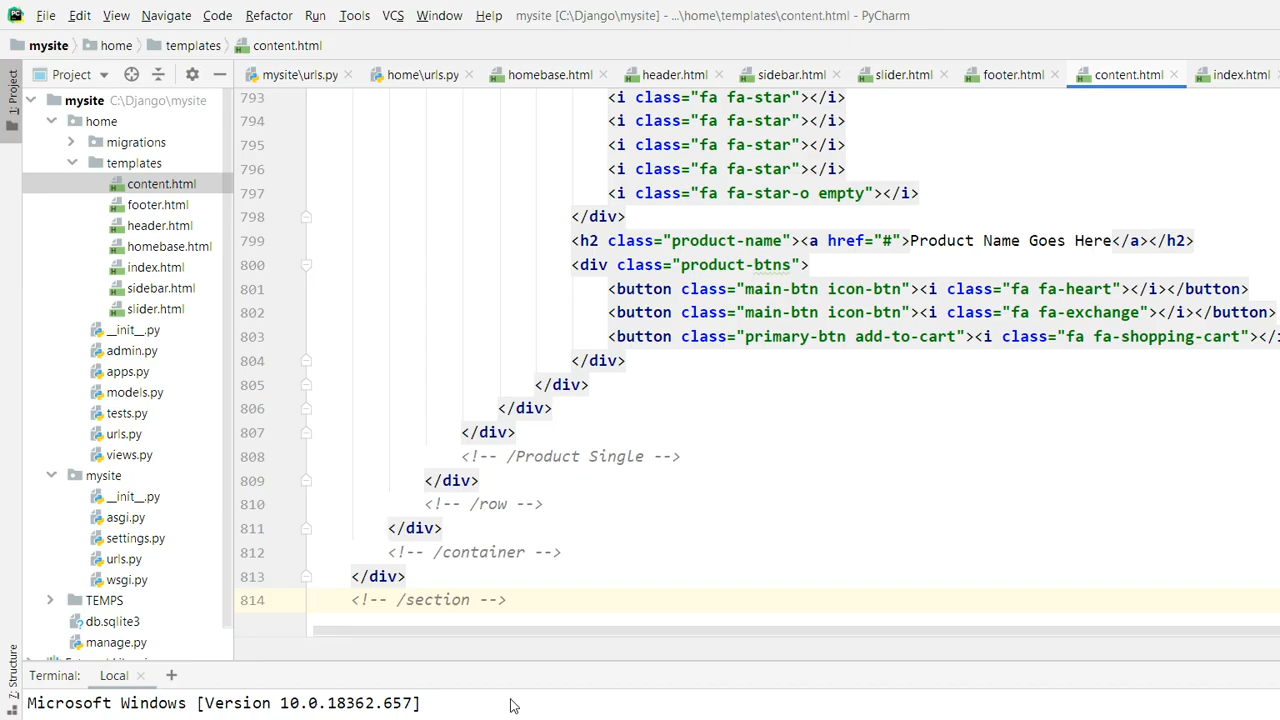 File Edit View Navigate Code Refactor Run Tools VCS Window Help mysite [C:\Django\mysite] - ...\home\templates\content.html - PyCharm
mysite home templates content.html
Project mysite\urls.py home\urls.py homebase.html header.html sidebar.html slider.html footer.html content.html index.html
1: Project
mysite C:\Django\mysite
home
migrations
templates
content.html
footer.html
header.html
homebase.html
index.html
sidebar.html
slider.html
__init__.py
admin.py
apps.py
models.py
tests.py
urls.py
views.py
mysite
__init__.py
asgi.py
settings.py
urls.py
wsgi.py
TEMPS
db.sqlite3
manage.py
793 <i class="fa fa-star"></i>
794 <i class="fa fa-star"></i>
795 <i class="fa fa-star"></i>
796 <i class="fa fa-star"></i>
797 <i class="fa fa-star-o empty"></i>
798 </div>
799 <h2 class="product-name"><a href="#">Product Name Goes Here</a></h2>
800 <div class="product-btns">
801 <button class="main-btn icon-btn"><i class="fa fa-heart"></i></button>
802 <button class="main-btn icon-btn"><i class="fa fa-exchange"></i></button>
803 <button class="primary-btn add-to-cart"><i class="fa fa-shopping-cart"></i
804 </div>
805 </div>
806 </div>
807 </div>
808 <!-- /Product Single -->
809 </div>
810 <!-- /row -->
811 </div>
812 <!-- /container -->
813 </div>
814 <!-- /section -->
7: Structure
Terminal: Local +
Microsoft Windows [Version 10.0.18362.657]